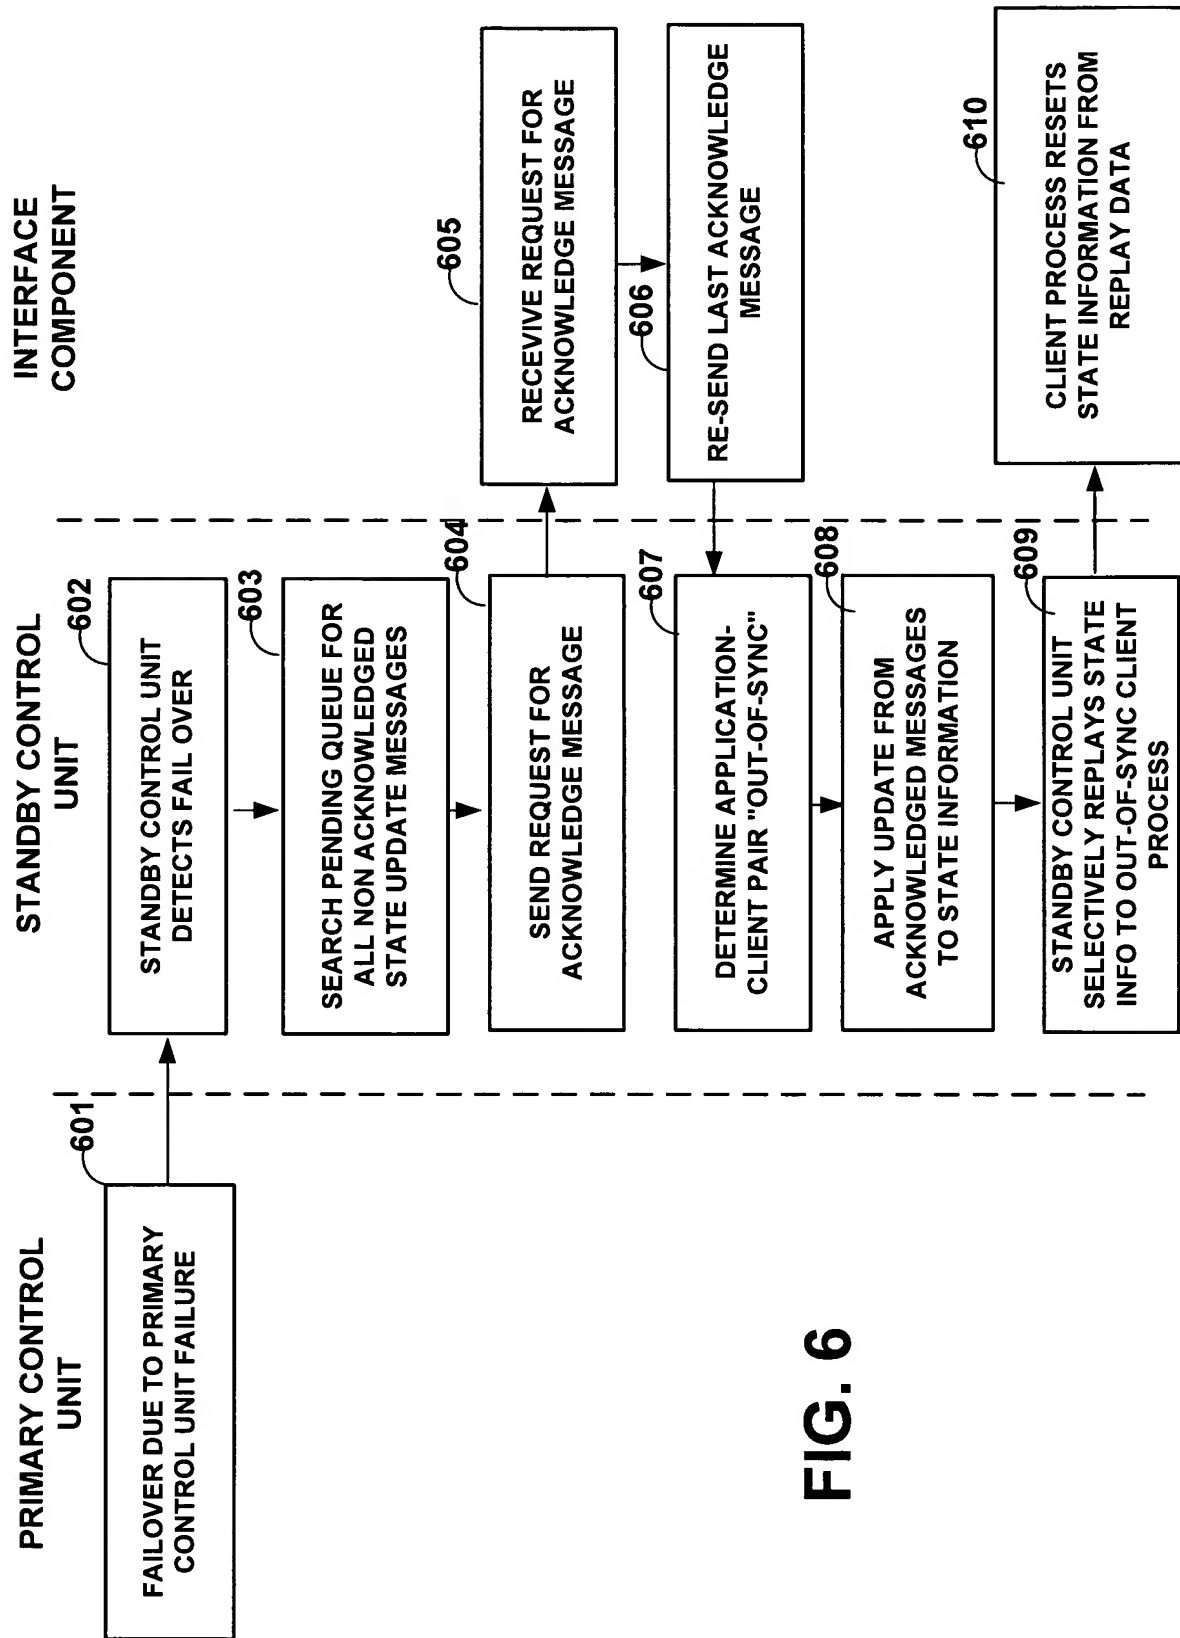 PRIMARY CONTROL
UNIT
STANDBY CONTROL
UNIT
INTERFACE
COMPONENT
601
FAILOVER DUE TO PRIMARY
CONTROL UNIT FAILURE
602
STANDBY CONTROL UNIT
DETECTS FAIL OVER
603
SEARCH PENDING QUEUE FOR
ALL NON ACKNOWLEDGED
STATE UPDATE MESSAGES
604
SEND REQUEST FOR
ACKNOWLEDGE MESSAGE
605
RECEVIVE REQUEST FOR
ACKNOWLEDGE MESSAGE
606
RE-SEND LAST ACKNOWLEDGE
MESSAGE
607
DETERMINE APPLICATION-
CLIENT PAIR "OUT-OF-SYNC"
608
APPLY UPDATE FROM
ACKNOWLEDGED MESSAGES
TO STATE INFORMATION
609
STANDBY CONTROL UNIT
SELECTIVELY REPLAYS STATE
INFO TO OUT-OF-SYNC CLIENT
PROCESS
610
CLIENT PROCESS RESETS
STATE INFORMATION FROM
REPLAY DATA
FIG. 6